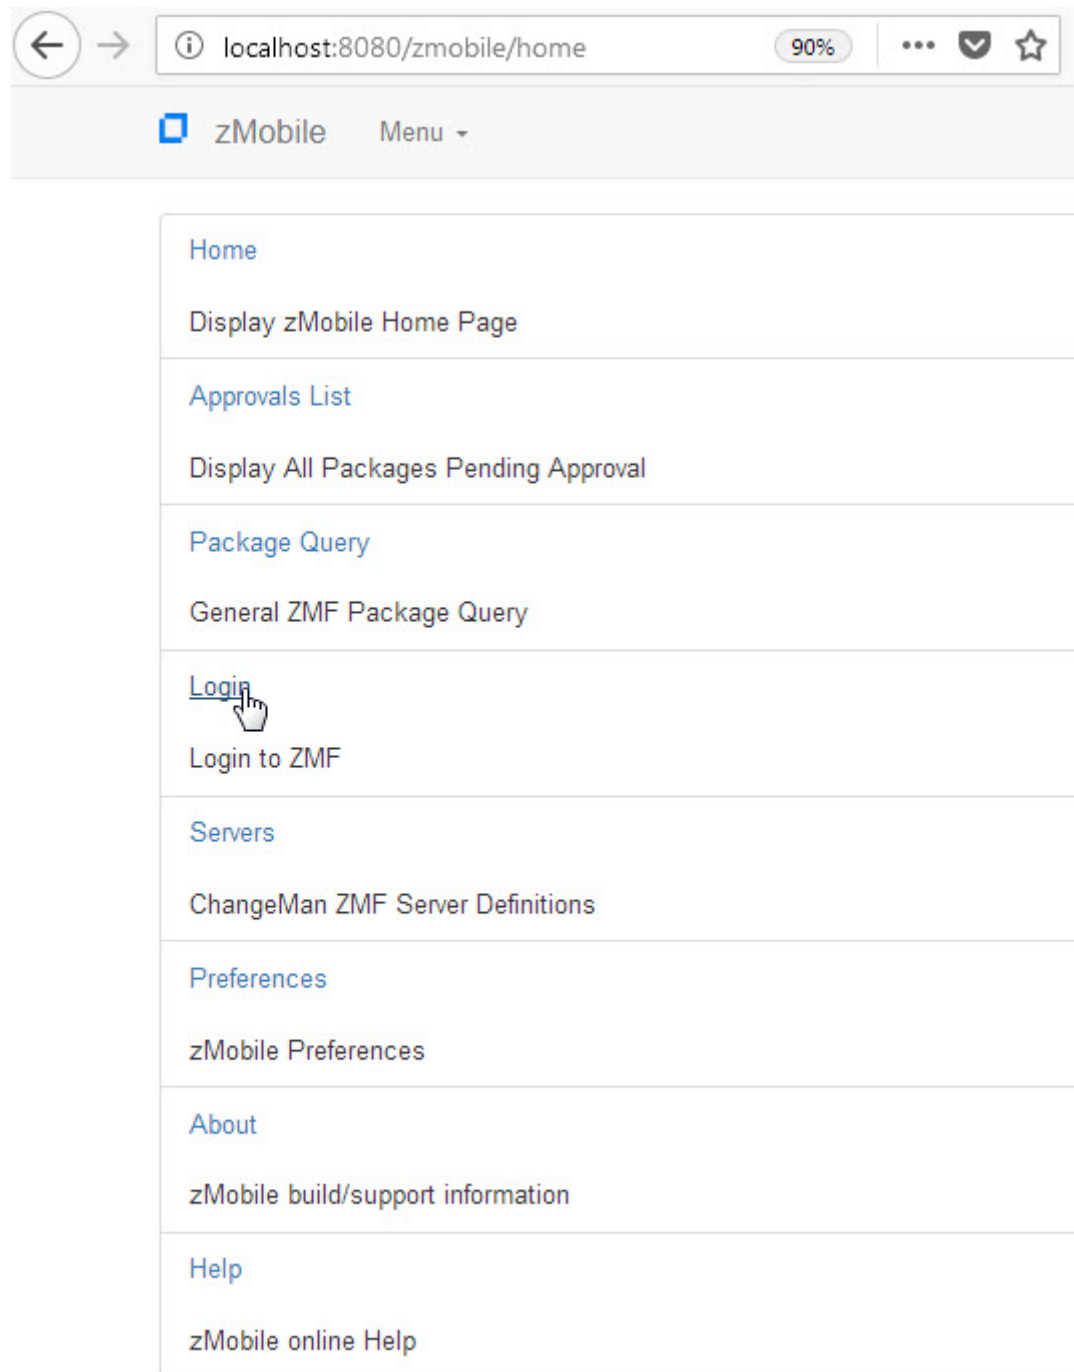 localhost:8080/zmobile/home 90%
zMobile Menu
Home
Display zMobile Home Page
Approvals List
Display All Packages Pending Approval
Package Query
General ZMF Package Query
Login
Login to ZMF
Servers
ChangeMan ZMF Server Definitions
Preferences
zMobile Preferences
About
zMobile build/support information
Help
zMobile online Help